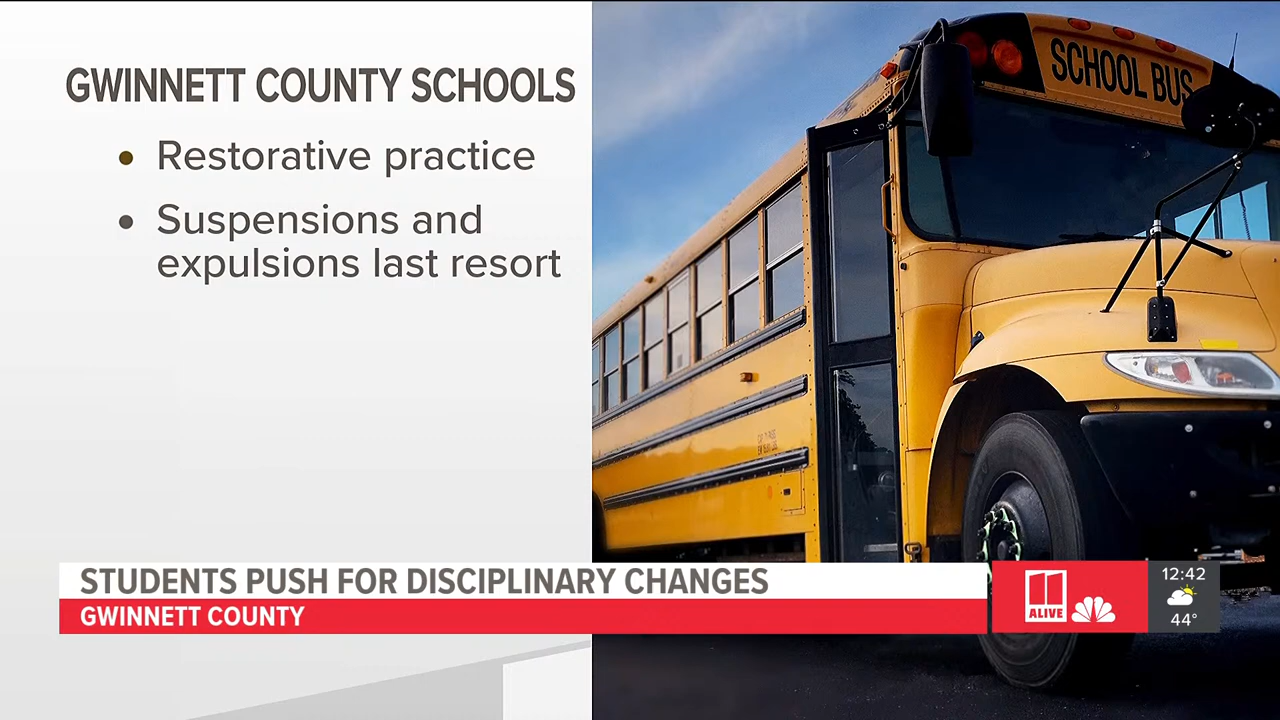 GWINNETT COUNTY SCHOOLS
• Restorative practice
• Suspensions and
expulsions last resort
SCHOOL BUS
STUDENTS PUSH FOR DISCIPLINARY CHANGES
GWINNETT COUNTY
11
ALIVE
12:42
44°